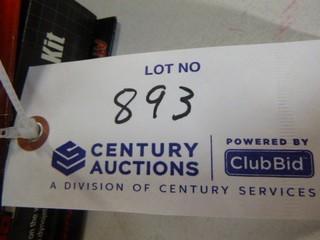 Kit
LOT NO
893
CENTURY AUCTIONS
POWERED BY
ClubBid
A DIVISION OF CENTURY SERVICES